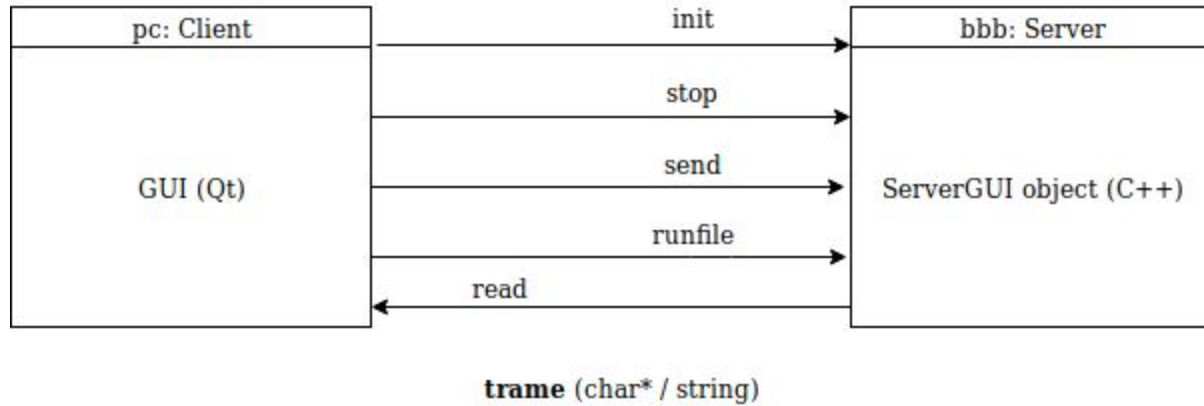 pc: Client
init
bbb: Server
stop
send
GUI (Qt)
ServerGUI object (C++)
runfile
read
trame (char* / string)